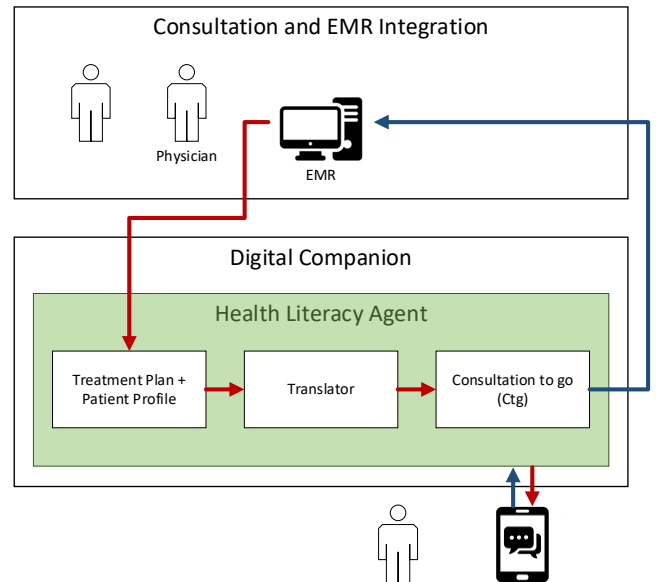 Consultation and EMR Integration
Physician
EMR
Digital Companion
Health Literacy Agent
Treatment Plan +
Patient Profile
Translator
Consultation to go
(Ctg)